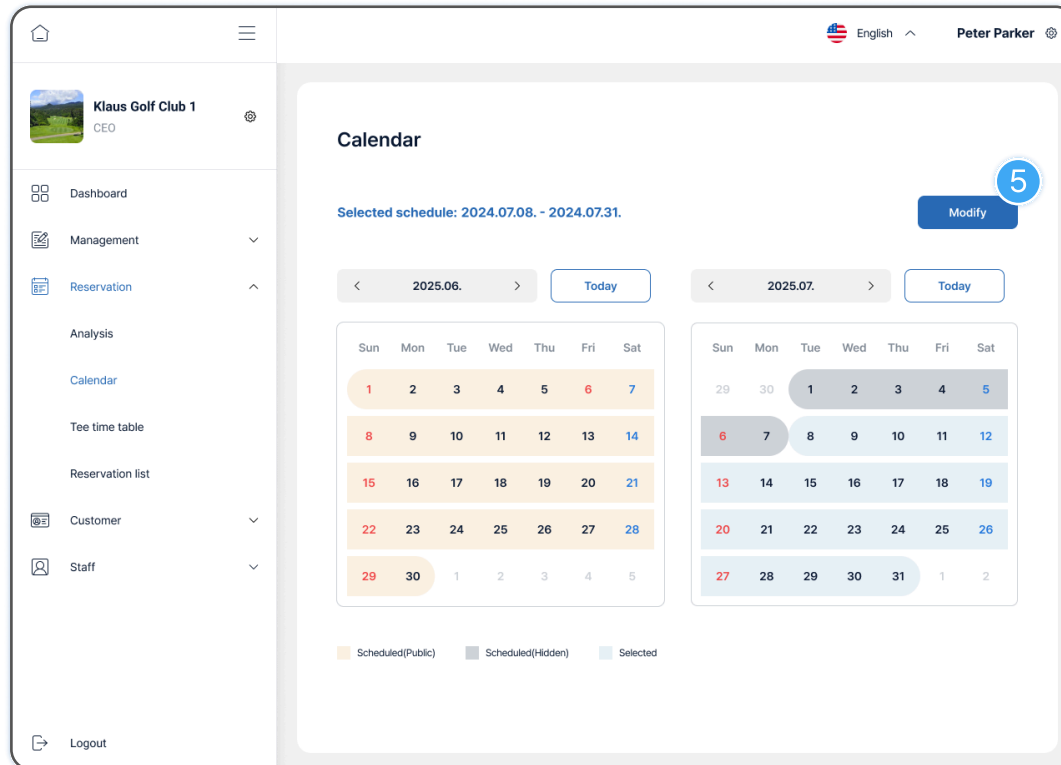 English
Peter Parker
Klaus Golf Club 1
CEO
Dashboard
Management
Reservation
Analysis
Calendar
Tee time table
Reservation list
Customer
Staff
Logout
Calendar
5
Selected schedule: 2024.07.08. - 2024.07.31.
Modify
2025.06.
Today
Sun Mon Tue Wed Thu Fri Sat
1 2 3 4 5 6 7
8 9 10 11 12 13 14
15 16 17 18 19 20 21
22 23 24 25 26 27 28
29 30 1 2 3 4 5
2025.07.
Today
Sun Mon Tue Wed Thu Fri Sat
29 30 1 2 3 4 5
6 7 8 9 10 11 12
13 14 15 16 17 18 19
20 21 22 23 24 25 26
27 28 29 30 31 1 2
Scheduled(Public) Scheduled(Hidden) Selected